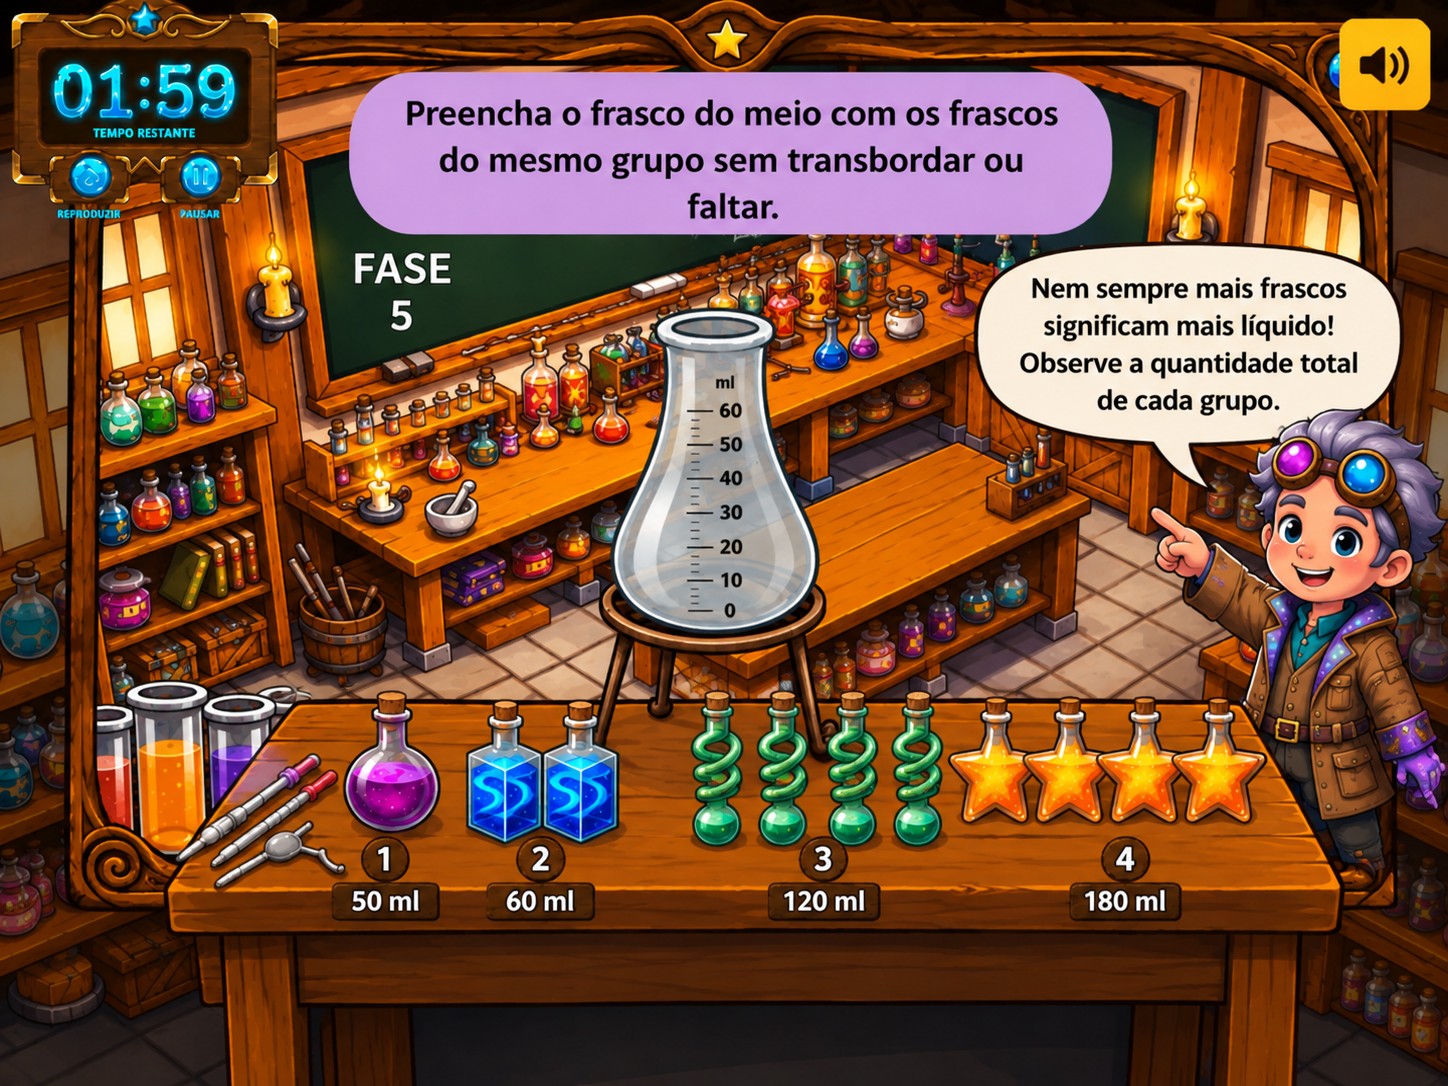 01:59
TEMPO RESTANTE
REPRODUZIR
PAUSAR
Preencha o frasco do meio com os frascos
do mesmo grupo sem transbordar ou
faltar.
FASE
5
Nem sempre mais frascos
significam mais líquido!
Observe a quantidade total
de cada grupo.
ml
60
50
40
30
20
10
0
1
50 ml
2
60 ml
3
120 ml
4
180 ml